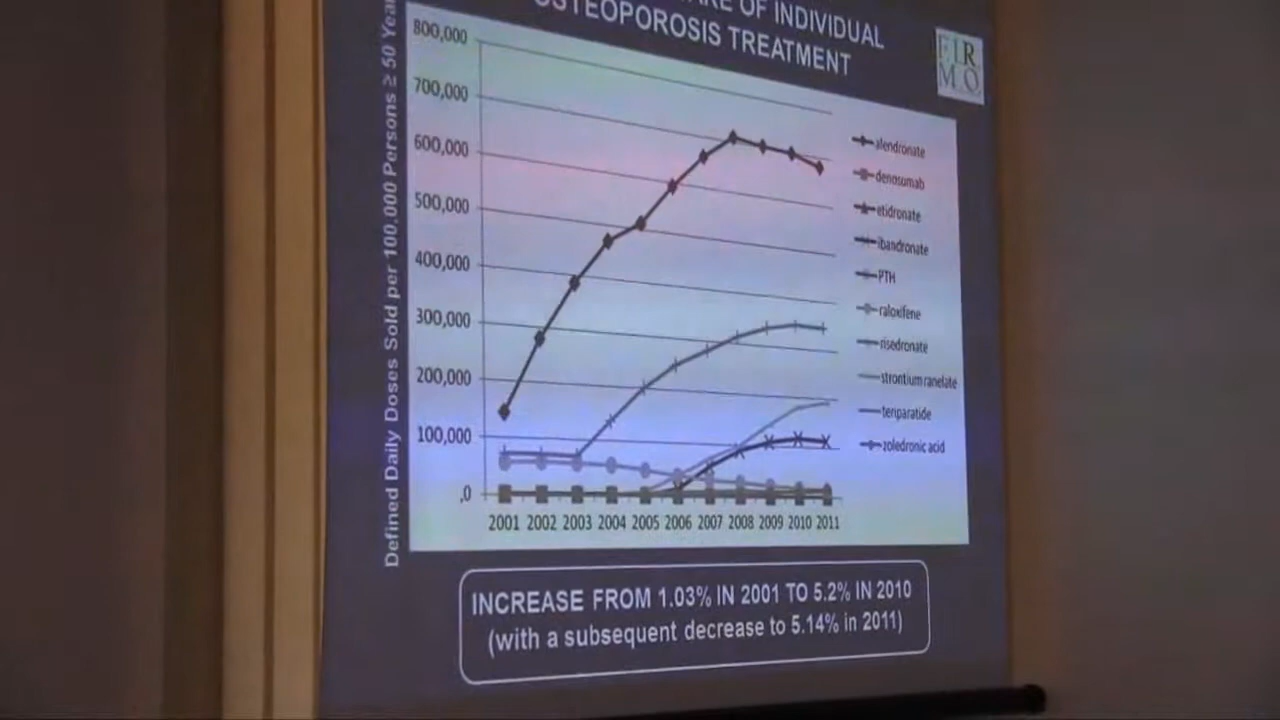 OF INDIVIDUAL
OSTEOPOROSIS TREATMENT
F I R
M. O.
Defined Daily Doses Sold per 100,000 Persons ≥ 50
800,000
700,000
600,000
500,000
400,000
300,000
200,000
100,000
,0
2001 2002 2003 2004 2005 2006 2007 2008 2009 2010 2011
alendronate
denosumab
etidronate
ibandronate
PTH
raloxifene
risedronate
strontium ranelate
teriparatide
zoledronic acid
INCREASE FROM 1.03% IN 2001 TO 5.2% IN 2010
(with a subsequent decrease to 5.14% in 2011)